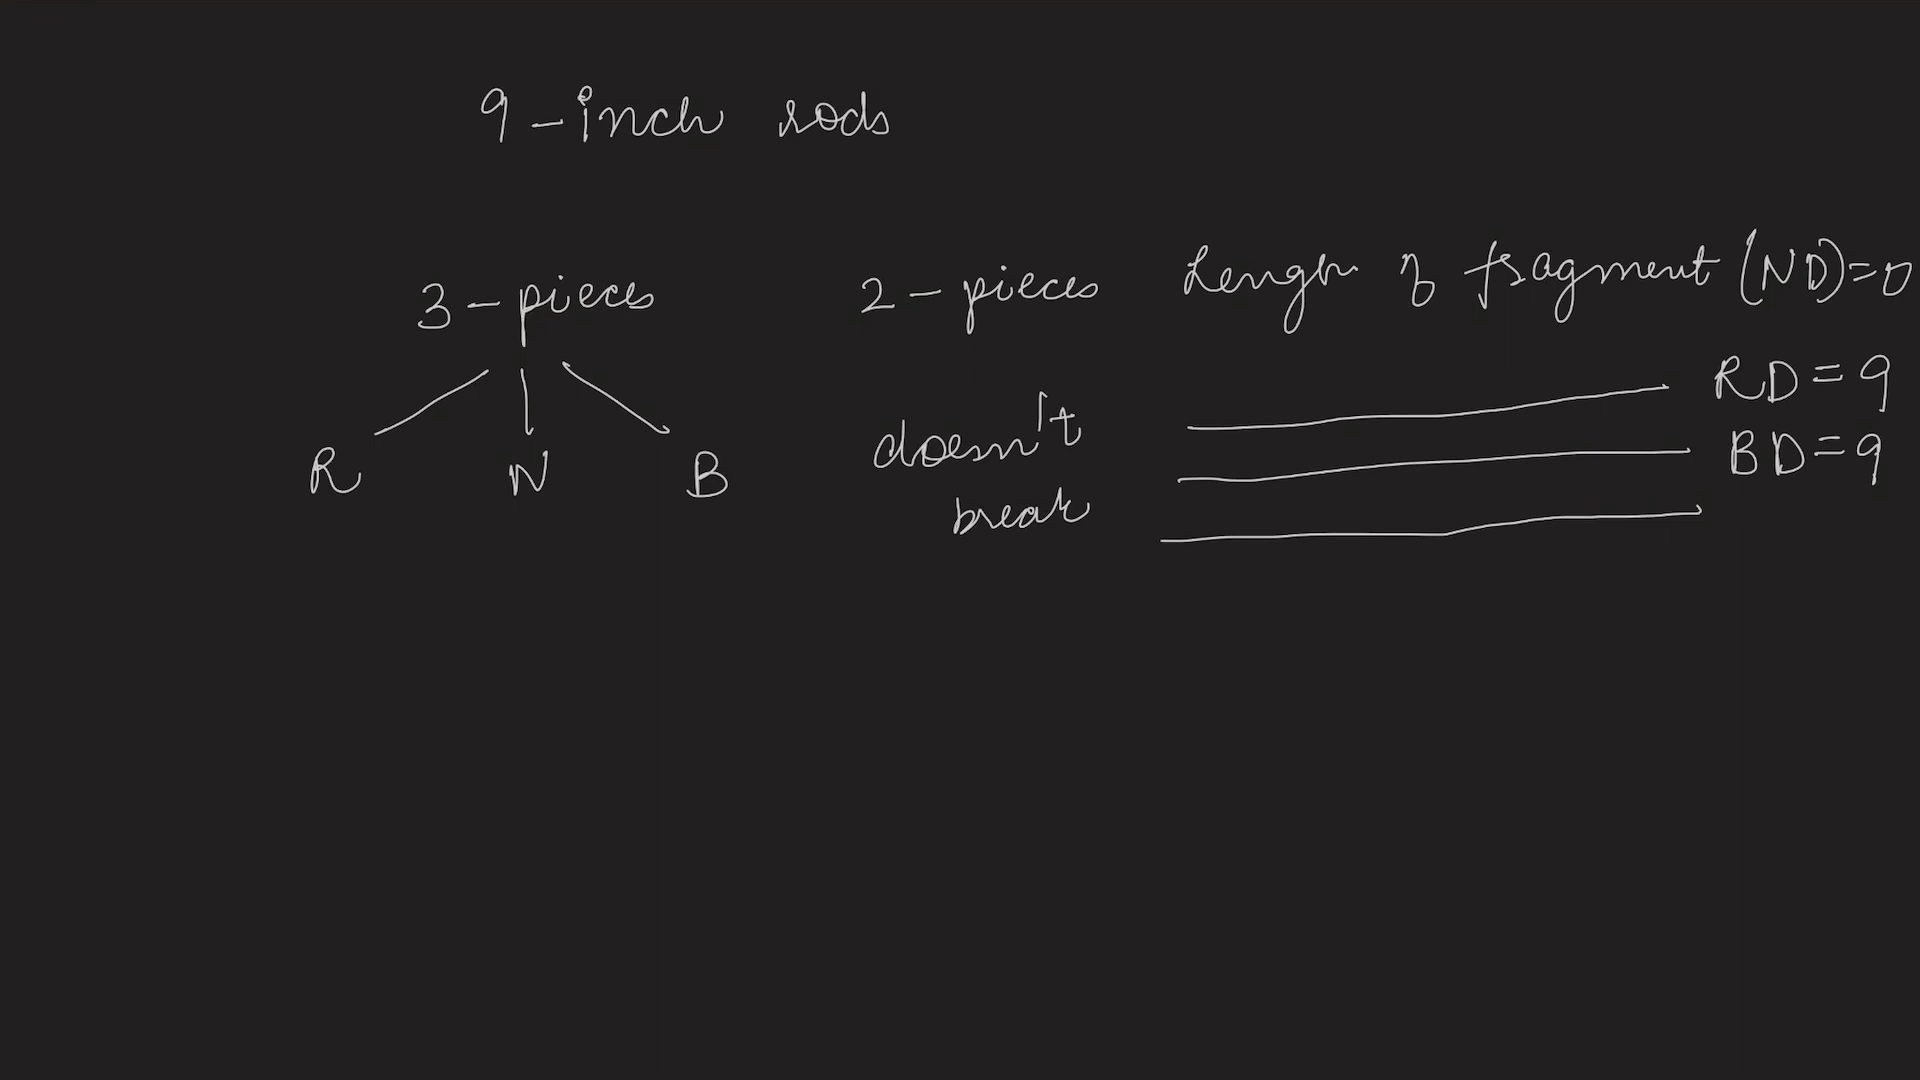 9-inch rods
3-pieces 2-pieces Length of fragment (ND)=0
RD=9
doesn't BD=9
R N B
break